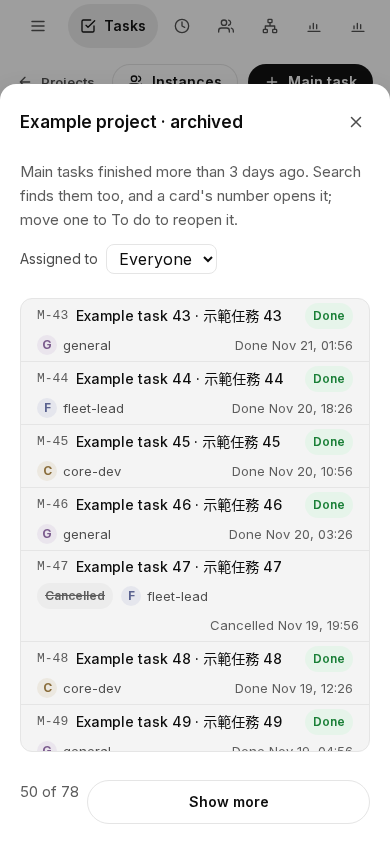 Tasks
Projects
Instances
Main task
Example project · archived
Main tasks finished more than 3 days ago. Search
finds them too, and a card's number opens it;
move one to To do to reopen it.
Assigned to Everyone
M-43 Example task 43 · 示範任務 43 Done
G general Done Nov 21, 01:56
M-44 Example task 44 · 示範任務 44 Done
F fleet-lead Done Nov 20, 18:26
M-45 Example task 45 · 示範任務 45 Done
C core-dev Done Nov 20, 10:56
M-46 Example task 46 · 示範任務 46 Done
G general Done Nov 20, 03:26
M-47 Example task 47 · 示範任務 47
Cancelled F fleet-lead
Cancelled Nov 19, 19:56
M-48 Example task 48 · 示範任務 48 Done
C core-dev Done Nov 19, 12:26
M-49 Example task 49 · 示範任務 49 Done
G general Done Nov 19, 04:56
50 of 78 Show more